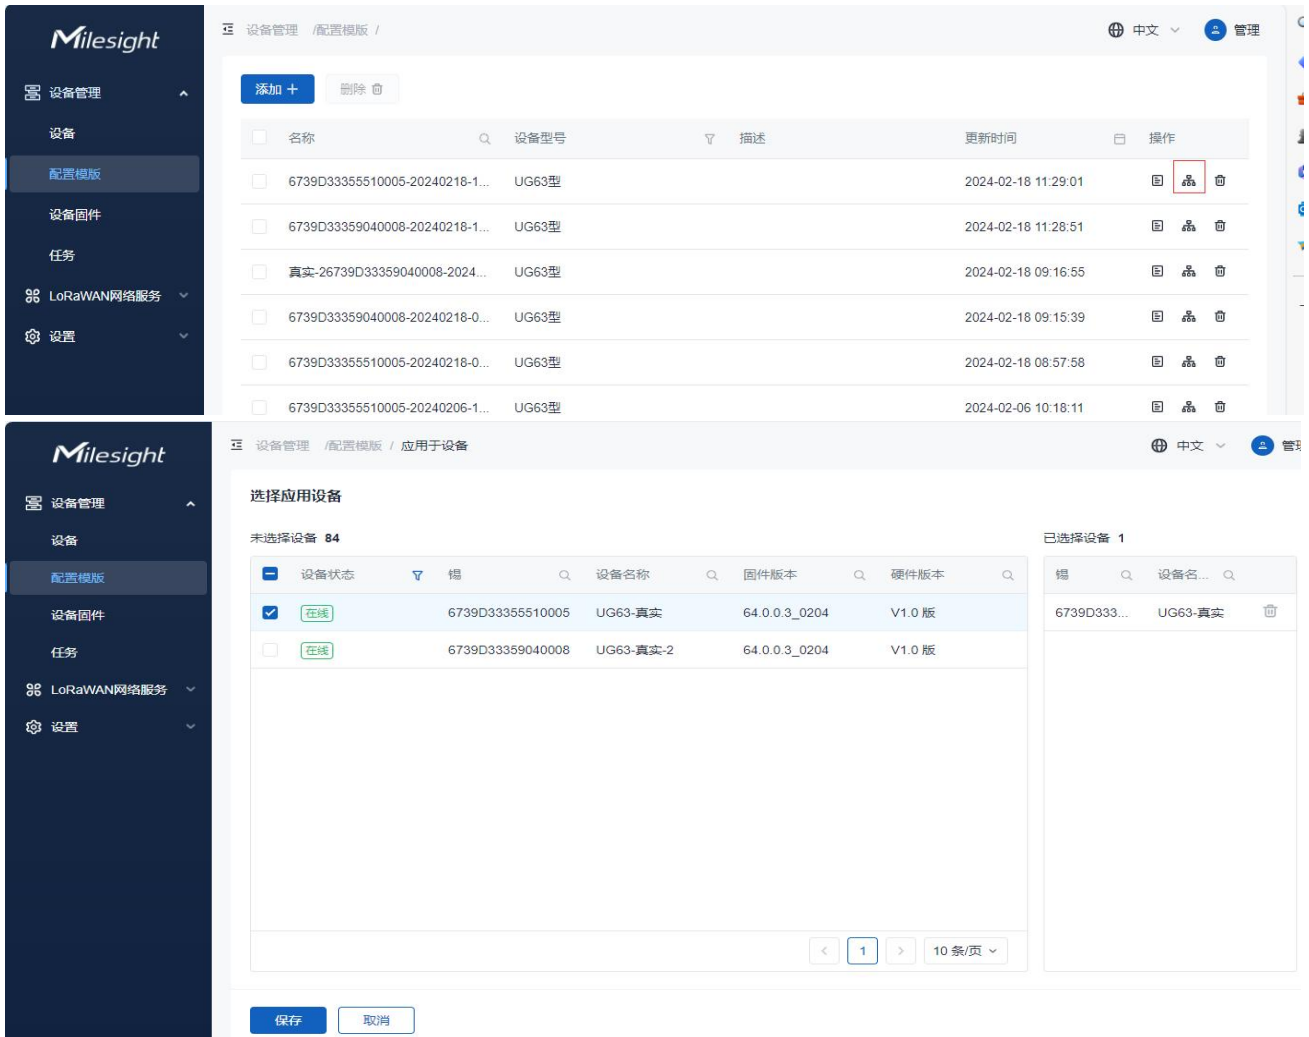 Milesight
设备管理 /配置模版 /
中文 管理
设备管理
设备
配置模版
设备固件
任务
LoRaWAN网络服务
设置
添加 +
删除
名称 设备型号 描述 更新时间 操作
6739D33355510005-20240218-1... UG63型 2024-02-18 11:29:01
6739D33359040008-20240218-1... UG63型 2024-02-18 11:28:51
真实-26739D33359040008-2024... UG63型 2024-02-18 09:16:55
6739D33359040008-20240218-0... UG63型 2024-02-18 09:15:39
6739D33355510005-20240218-0... UG63型 2024-02-18 08:57:58
6739D33355510005-20240206-1... UG63型 2024-02-06 10:18:11
Milesight
设备管理 /配置模版 / 应用于设备
中文 管
设备管理
设备
配置模版
设备固件
任务
LoRaWAN网络服务
设置
选择应用设备
未选择设备 84
设备状态 锡 设备名称 固件版本 硬件版本
在线 6739D33355510005 UG63-真实 64.0.0.3_0204 V1.0 版
在线 6739D33359040008 UG63-真实-2 64.0.0.3_0204 V1.0 版
1 10 条/页
已选择设备 1
锡 设备名...
6739D333... UG63-真实
保存 取消